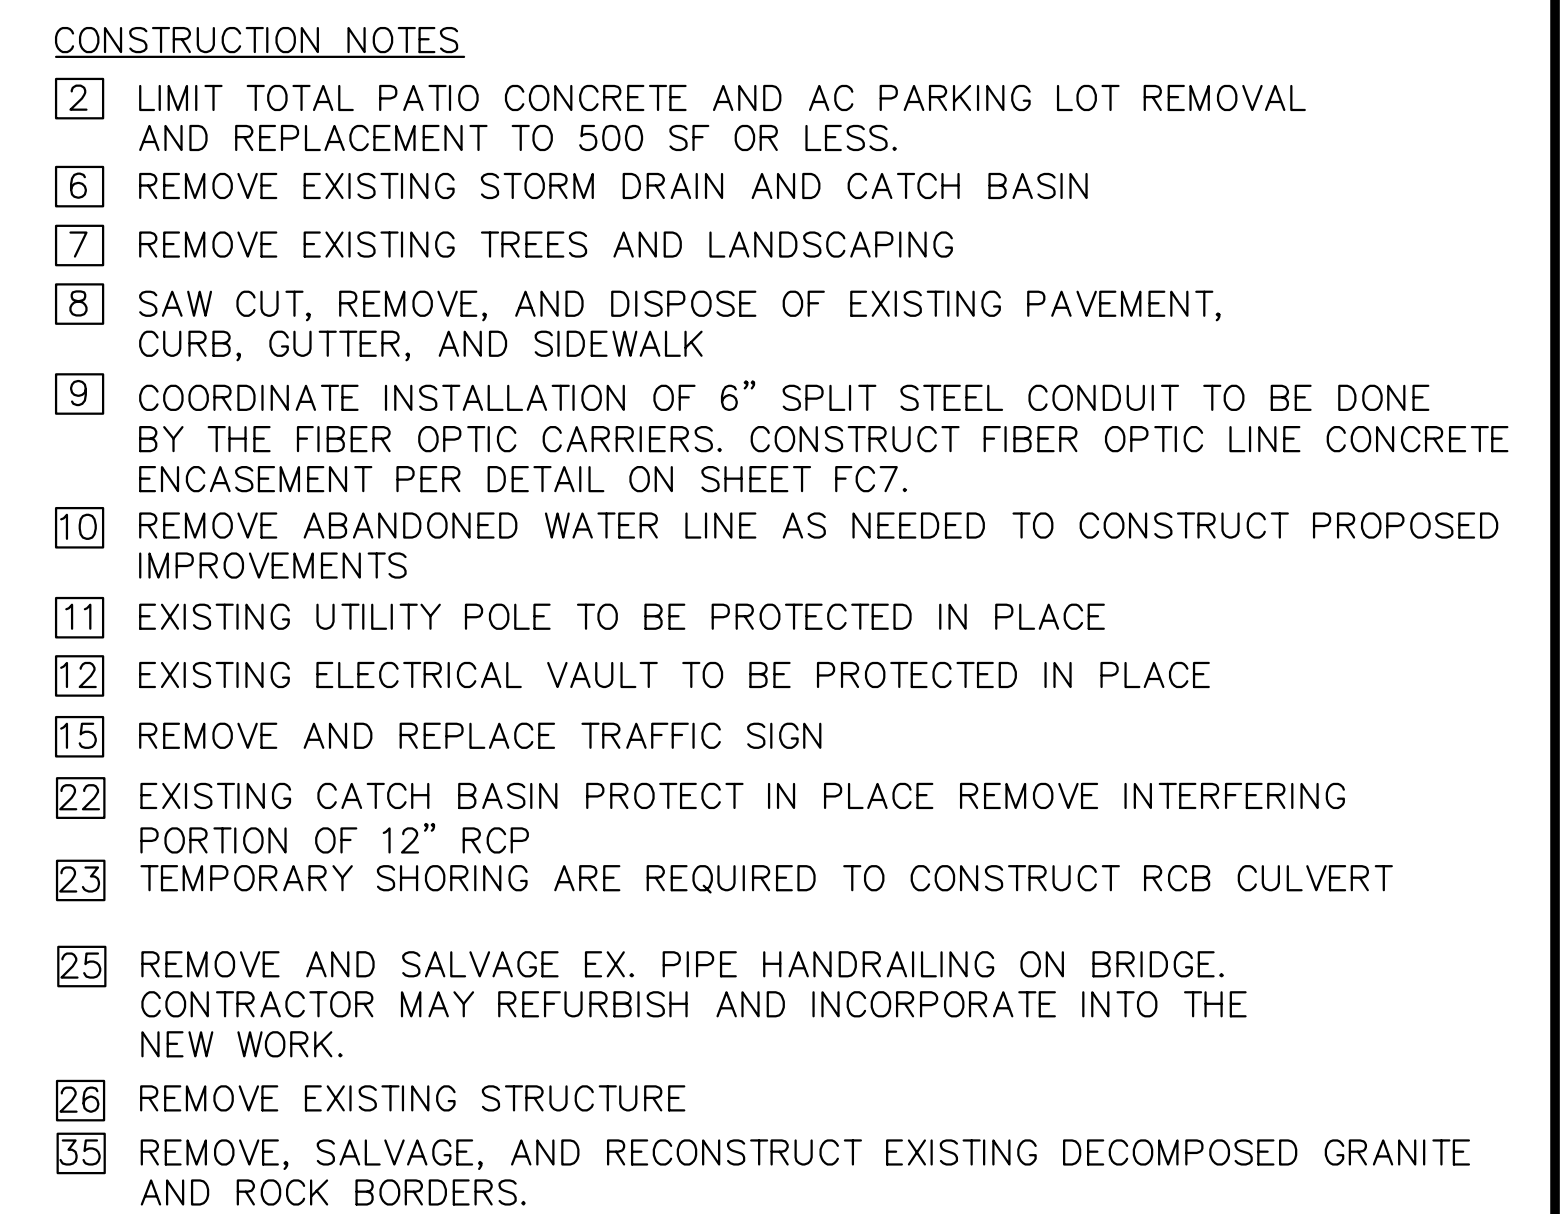 CONSTRUCTION NOTES
2 LIMIT TOTAL PATIO CONCRETE AND AC PARKING LOT REMOVAL
AND REPLACEMENT TO 500 SF OR LESS.
6 REMOVE EXISTING STORM DRAIN AND CATCH BASIN
7 REMOVE EXISTING TREES AND LANDSCAPING
8 SAW CUT, REMOVE, AND DISPOSE OF EXISTING PAVEMENT,
CURB, GUTTER, AND SIDEWALK
9 COORDINATE INSTALLATION OF 6” SPLIT STEEL CONDUIT TO BE DONE
BY THE FIBER OPTIC CARRIERS. CONSTRUCT FIBER OPTIC LINE CONCRETE
ENCASEMENT PER DETAIL ON SHEET FC7.
10 REMOVE ABANDONED WATER LINE AS NEEDED TO CONSTRUCT PROPOSED
IMPROVEMENTS
11 EXISTING UTILITY POLE TO BE PROTECTED IN PLACE
12 EXISTING ELECTRICAL VAULT TO BE PROTECTED IN PLACE
15 REMOVE AND REPLACE TRAFFIC SIGN
22 EXISTING CATCH BASIN PROTECT IN PLACE REMOVE INTERFERING
PORTION OF 12” RCP
23 TEMPORARY SHORING ARE REQUIRED TO CONSTRUCT RCB CULVERT
25 REMOVE AND SALVAGE EX. PIPE HANDRAILING ON BRIDGE.
CONTRACTOR MAY REFURBISH AND INCORPORATE INTO THE
NEW WORK.
26 REMOVE EXISTING STRUCTURE
35 REMOVE, SALVAGE, AND RECONSTRUCT EXISTING DECOMPOSED GRANITE
AND ROCK BORDERS.